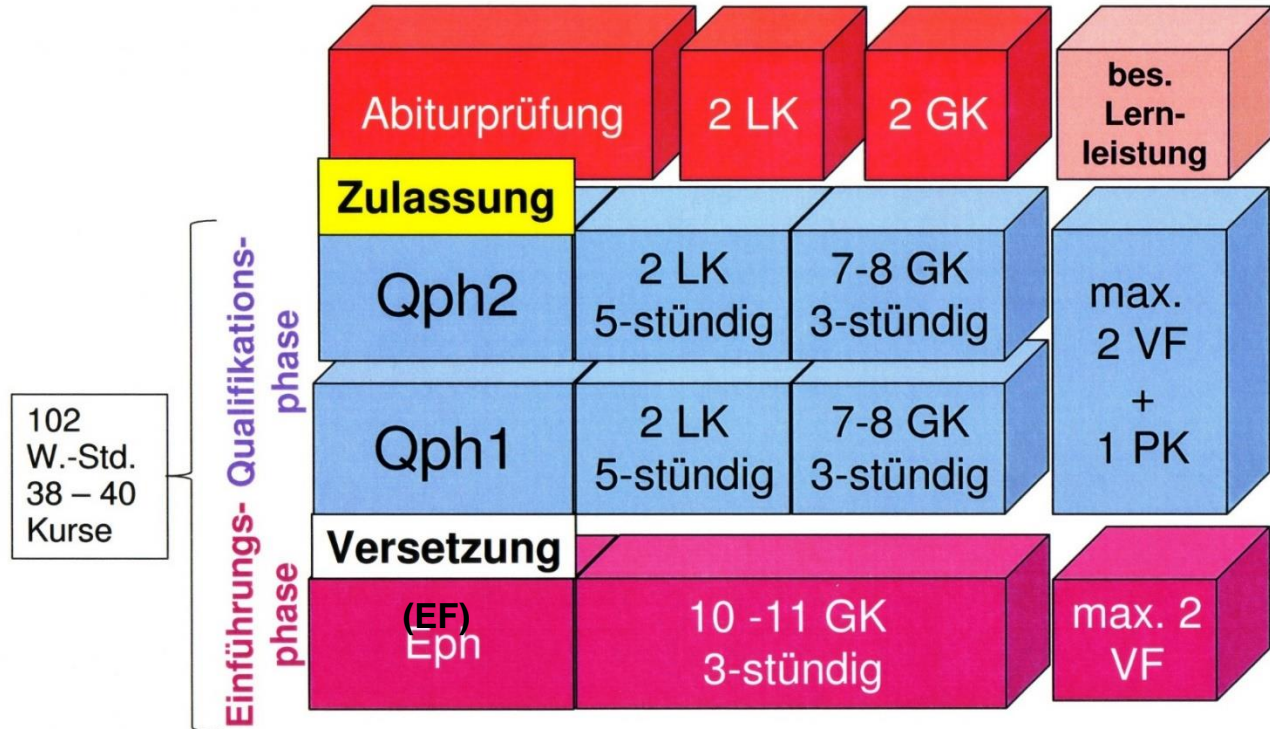 Abiturprüfung
2 LK
2 GK
bes.
Lern-
leistung
Zulassung
Qph2
2 LK
5-stündig
7-8 GK
3-stündig
max.
2 VF
+
1 PK
Qph1
2 LK
5-stündig
7-8 GK
3-stündig
Versetzung
(EF)
Eph
10 -11 GK
3-stündig
max. 2
VF
Einführungs- Qualifikations-
phase
phase
102
W.-Std.
38 – 40
Kurse